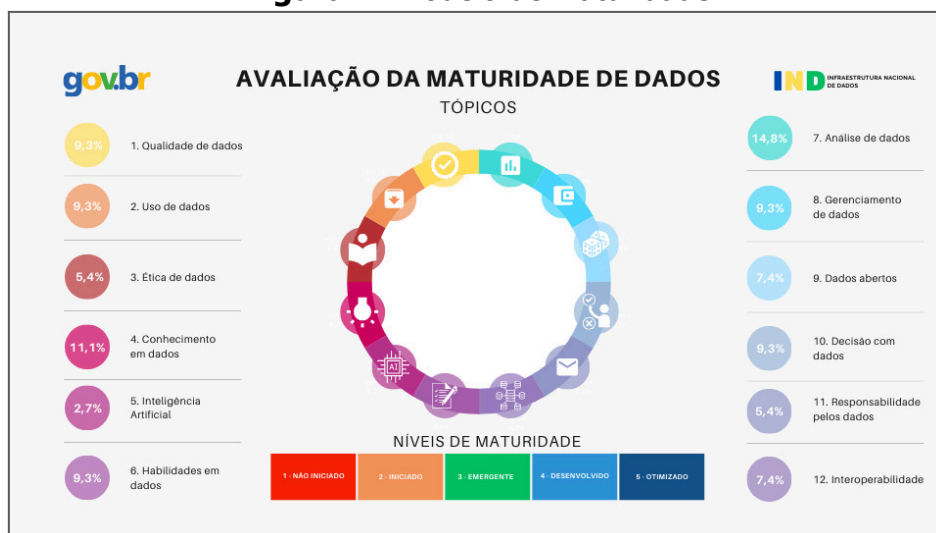 gov.br
AVALIAÇÃO DA MATURIDADE DE DADOS
TÓPICOS
IND INFRAESTRUTURA NACIONAL
DE DADOS
9,3% 1. Qualidade de dados
9,3% 2. Uso de dados
5,4% 3. Ética de dados
11,1% 4. Conhecimento
em dados
2,7% 5. Inteligência
Artificial
9,3% 6. Habilidades em
dados
14,8% 7. Análise de dados
9,3% 8. Gerenciamento
de dados
7,4% 9. Dados abertos
9,3% 10. Decisão com
dados
5,4% 11. Responsabilidade
pelos dados
7,4% 12. Interoperabilidade
AI
NÍVEIS DE MATURIDADE
1 - NÃO INICIADO
2 - INICIADO
3 - EMERGENTE
4 - DESENVOLVIDO
5 - OTIMIZADO